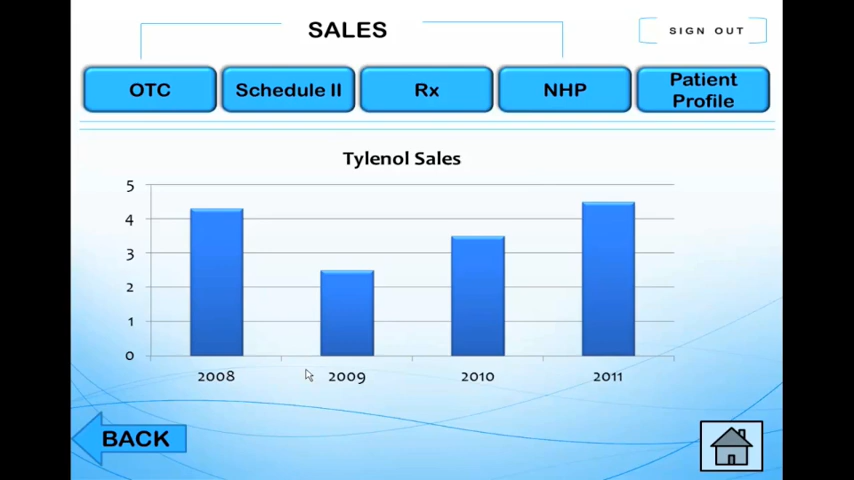 SALES
SIGN OUT
OTC
Schedule II
Rx
NHP
Patient
Profile
Tylenol Sales
5
4
3
2
1
0
2008
2009
2010
2011
BACK